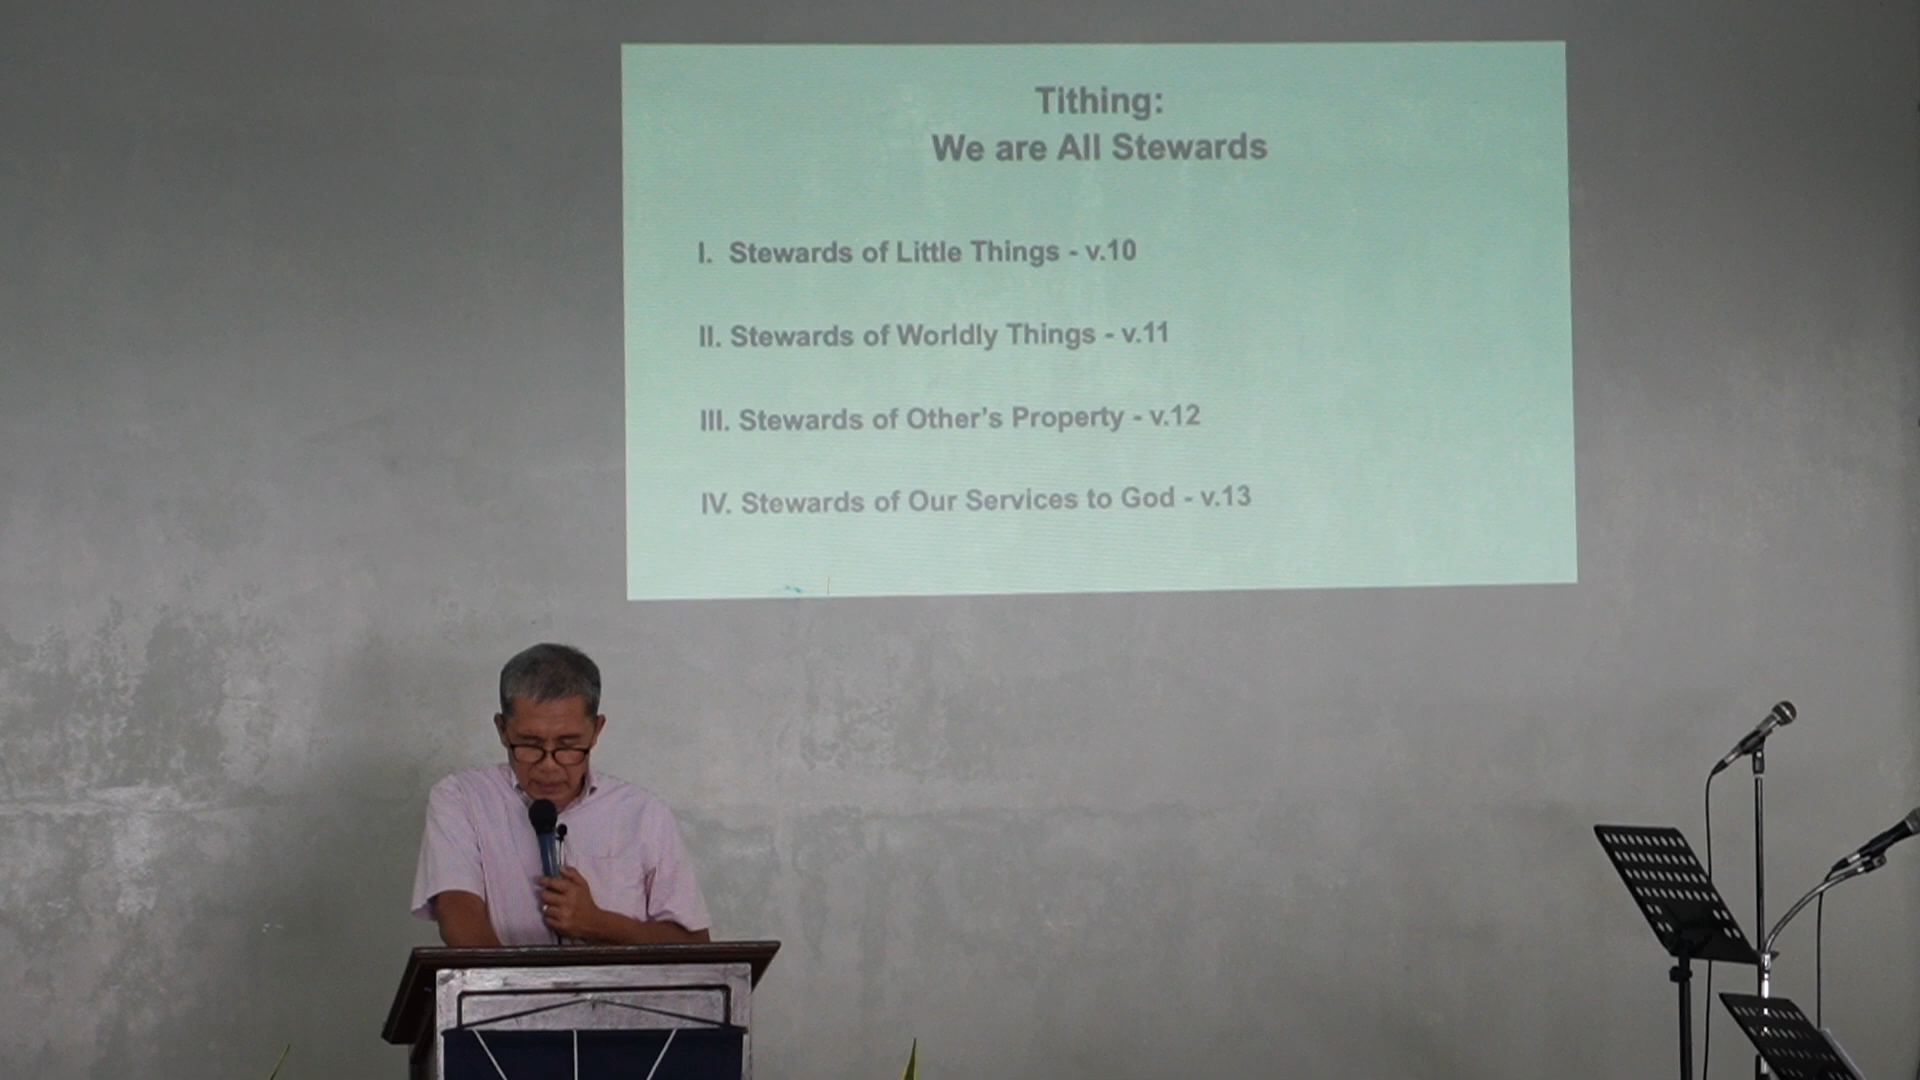 Tithing:
We are All Stewards
I. Stewards of Little Things - v.10
II. Stewards of Worldly Things - v.11
III. Stewards of Other's Property - v.12
IV. Stewards of Our Services to God - v.13